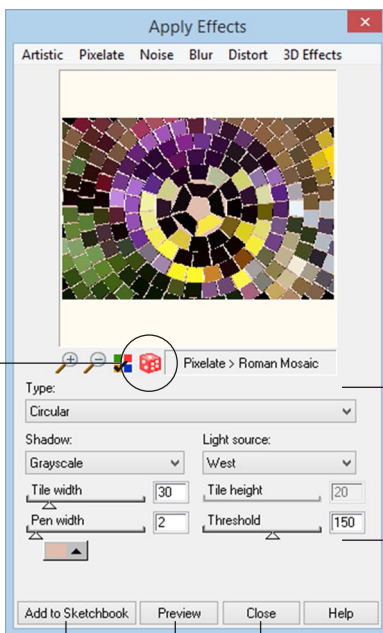 Apply Effects
Artistic Pixelate Noise Blur Distort 3D Effects
Pixelate > Roman Mosaic
Type:
Circular
Shadow: Light source:
Grayscale West
Tile width 30 Tile height 20
Pen width 2 Threshold 150
Add to Sketchbook Preview Close Help